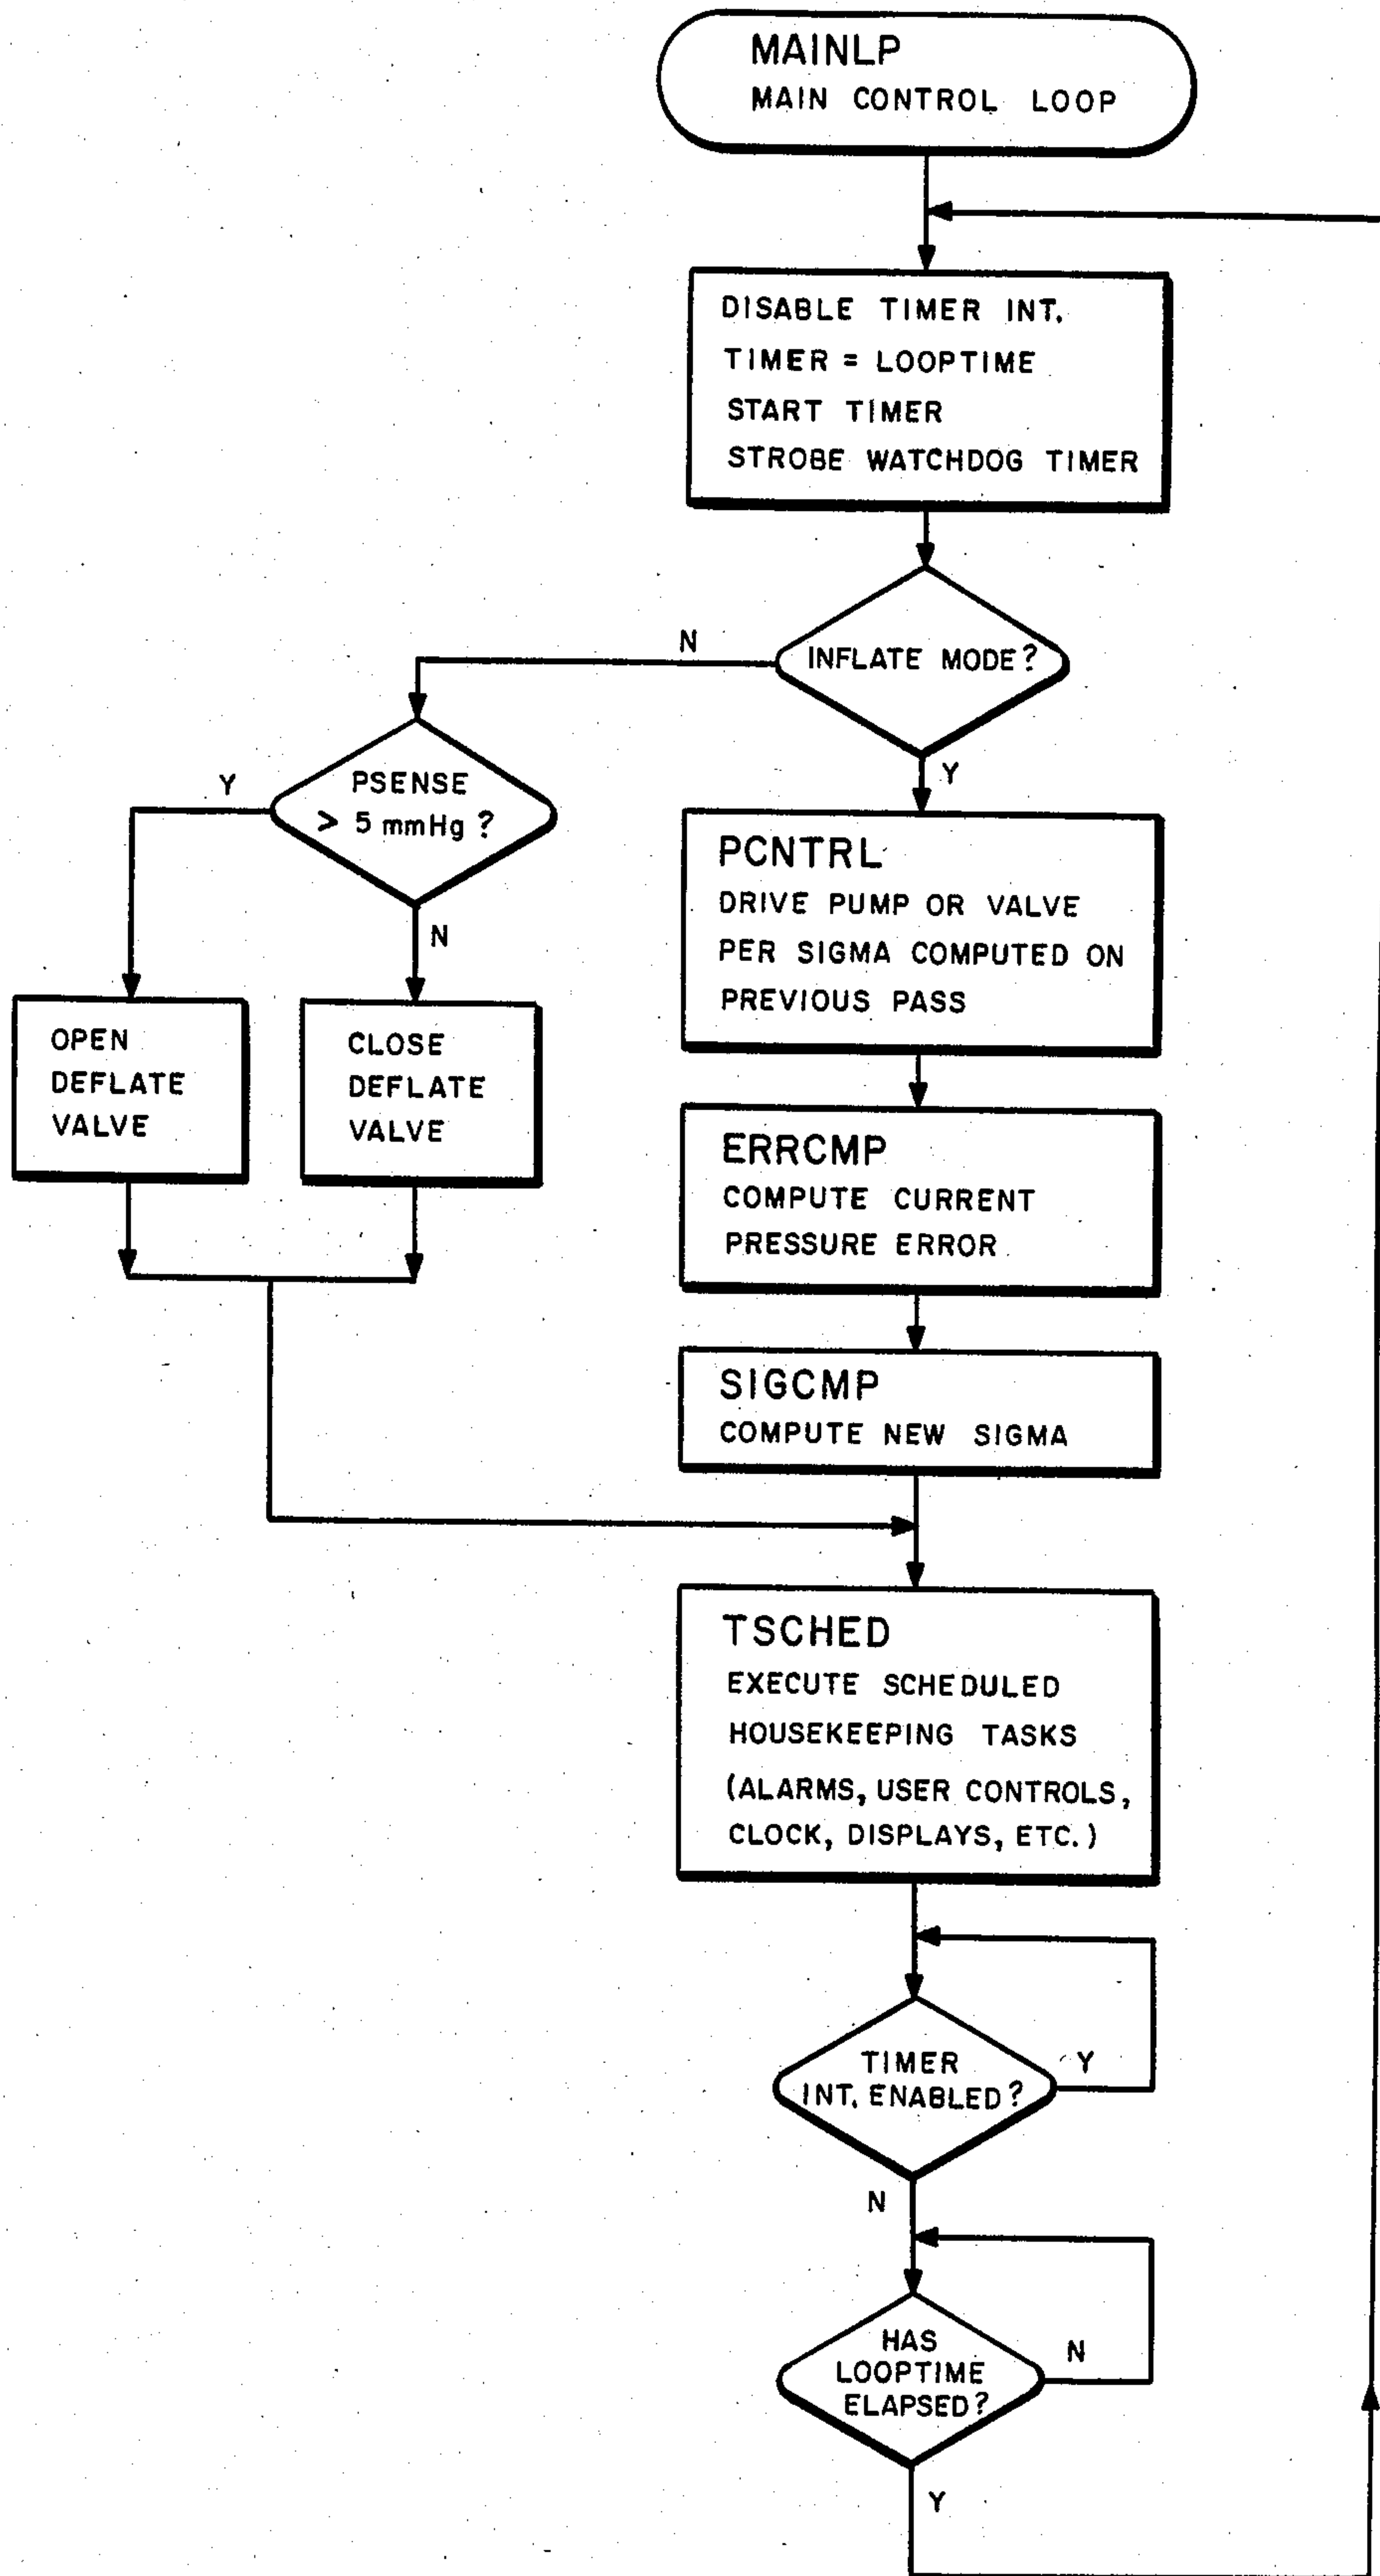 MAINLP
MAIN CONTROL LOOP
DISABLE TIMER INT.
TIMER = LOOPTIME
START TIMER
STROBE WATCHDOG TIMER
INFLATE MODE?
N
Y
PSENSE
> 5 mmHg ?
Y
N
OPEN
DEFLATE
VALVE
CLOSE
DEFLATE
VALVE
PCNTRL
DRIVE PUMP OR VALVE
PER SIGMA COMPUTED ON
PREVIOUS PASS
ERRCMP
COMPUTE CURRENT
PRESSURE ERROR
SIGCMP
COMPUTE NEW SIGMA
TSCHED
EXECUTE SCHEDULED
HOUSEKEEPING TASKS
(ALARMS, USER CONTROLS,
CLOCK, DISPLAYS, ETC.)
TIMER
INT. ENABLED?
Y
N
HAS
LOOPTIME
ELAPSED?
N
Y